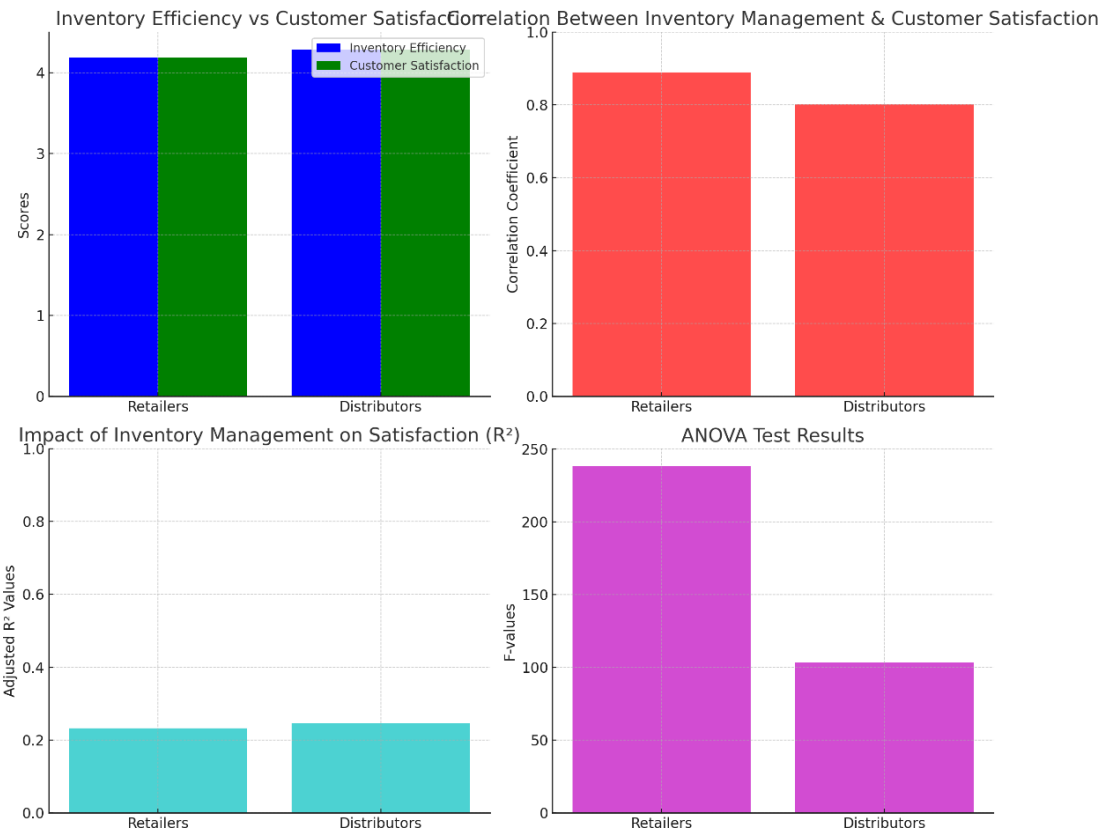 Inventory Efficiency vs Customer Satisfaction
Inventory Efficiency
Customer Satisfaction
Scores
4
3
2
1
0
Retailers
Distributors
Correlation Between Inventory Management & Customer Satisfaction
Correlation Coefficient
1.0
0.8
0.6
0.4
0.2
0.0
Retailers
Distributors
Impact of Inventory Management on Satisfaction (R²)
Adjusted R² Values
1.0
0.8
0.6
0.4
0.2
0.0
Retailers
Distributors
ANOVA Test Results
F-values
250
200
150
100
50
0
Retailers
Distributors